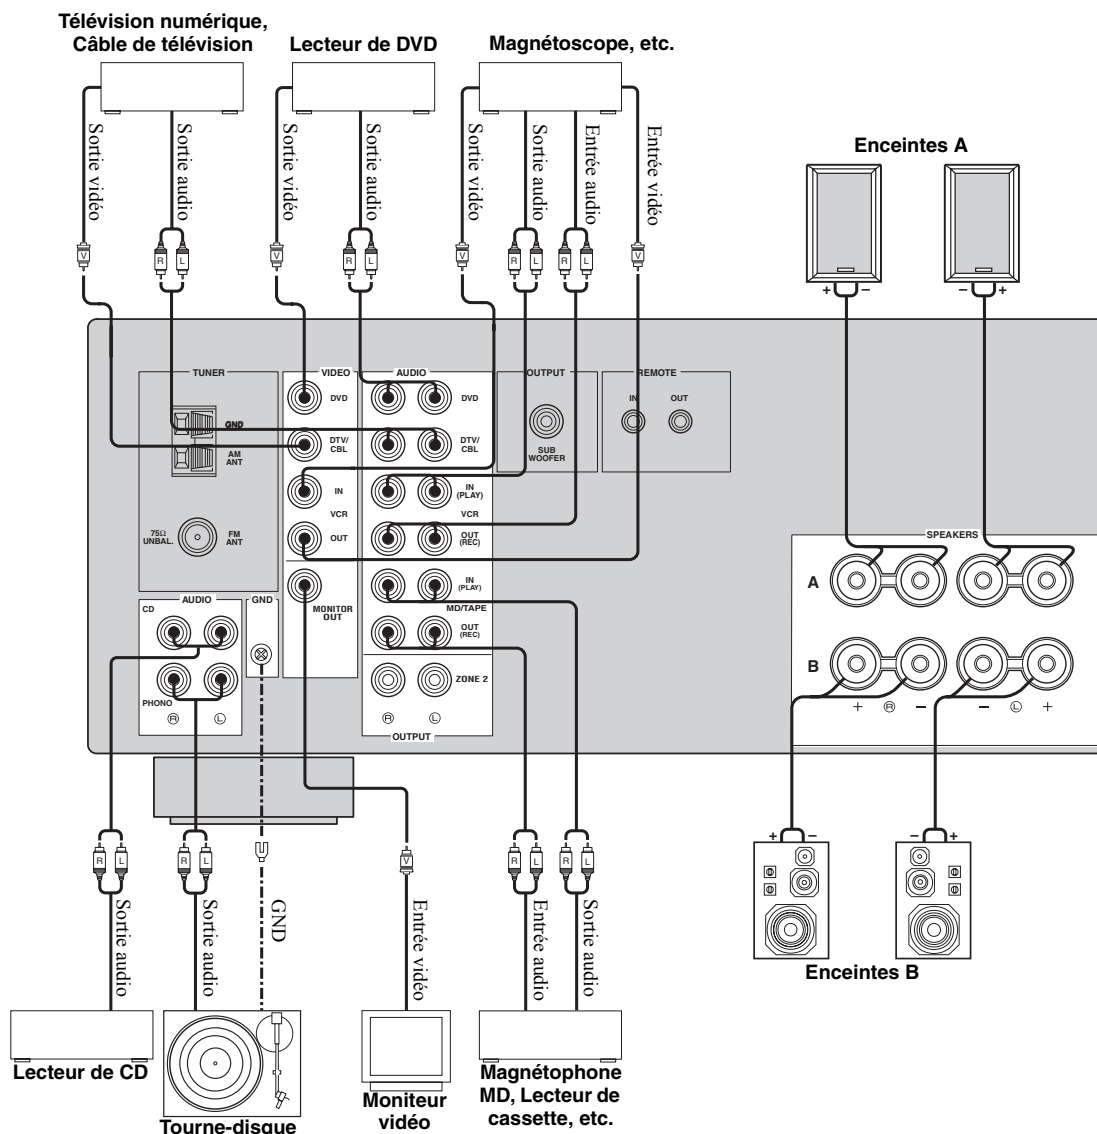 Télévision numérique,
Câble de télévision
Lecteur de DVD
Magnétoscope, etc.
Sortie vidéo
Sortie audio
Sortie vidéo
Sortie audio
Sortie vidéo
Sortie audio
Entrée audio
Entrée vidéo
Enceintes A
V
R
L
V
R
L
V
R
L
R
L
V
+
−
−
+
TUNER
VIDEO
AUDIO
OUTPUT
REMOTE
GND
AM
ANT
75Ω
UNBAL.
FM
ANT
DVD
DTV/
CBL
IN
VCR
OUT
MONITOR
OUT
DVD
DTV/
CBL
IN
(PLAY)
VCR
OUT
(REC)
IN
(PLAY)
MD/TAPE
OUT
(REC)
ZONE 2
R
L
OUTPUT
SUB
WOOFER
IN
OUT
SPEAKERS
A
B
+
R
−
−
L
+
AUDIO
GND
CD
PHONO
R
L
R
L
R
L
V
R
L
R
L
+
−
−
+
Sortie audio
Sortie audio
GND
Entrée vidéo
Entrée audio
Sortie audio
Enceintes B
Lecteur de CD
Tourne-disque
Moniteur
vidéo
Magnétophone
MD, Lecteur de
cassette, etc.